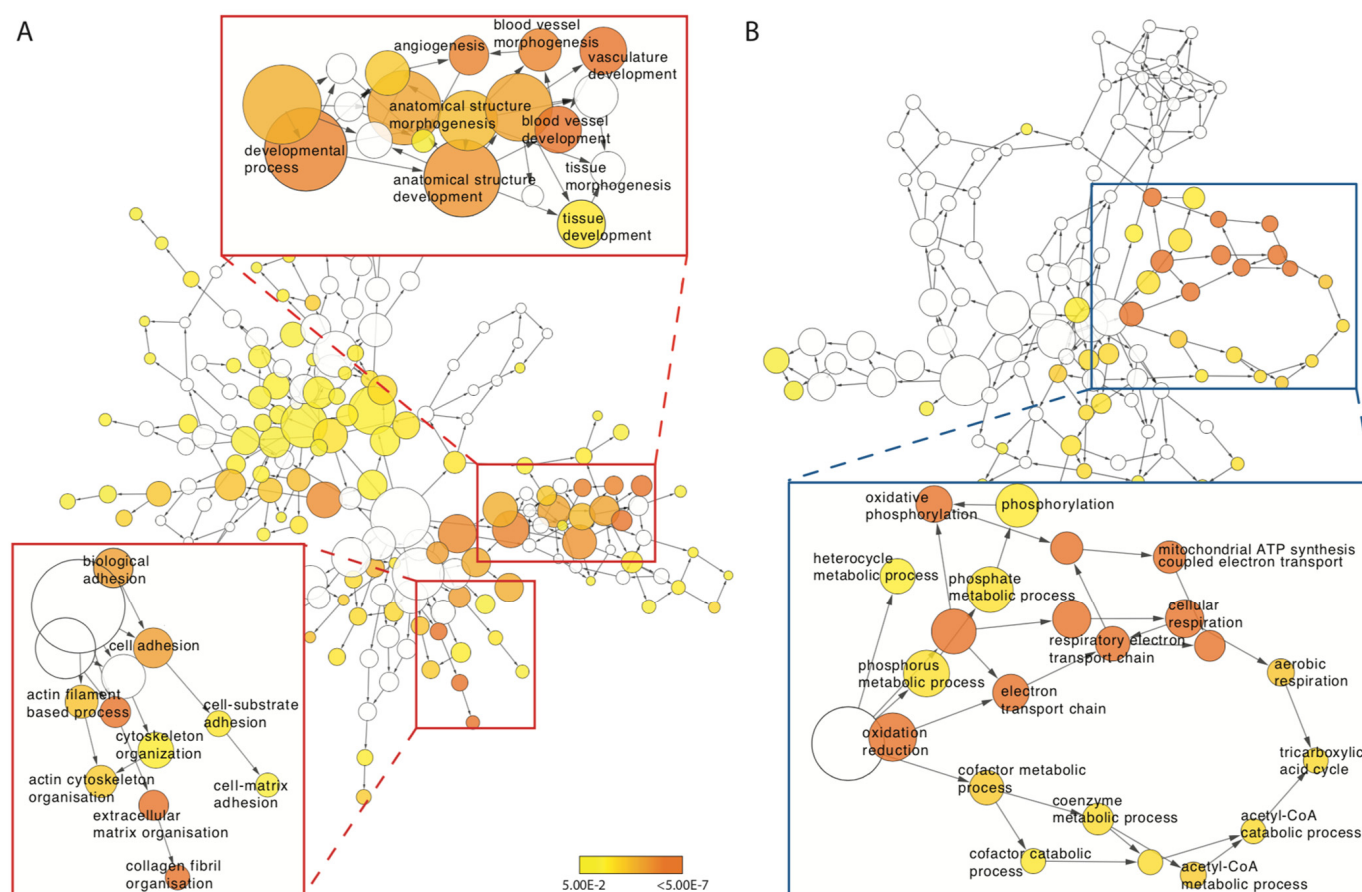 A
B
angiogenesis
blood vessel
morphogenesis
vasculature
development
anatomical structure
morphogenesis
blood vessel
development
developmental
process
anatomical structure
development
tissue
morphogenesis
tissue
development
biological
adhesion
cell adhesion
actin filament
based process
cell-substrate
adhesion
cytoskeleton
organization
actin cytoskeleton
organisation
cell-matrix
adhesion
extracellular
matrix organisation
collagen fibril
organisation
5.00E-2
<5.00E-7
oxidative
phosphorylation
phosphorylation
heterocycle
metabolic process
phosphate
metabolic process
mitochondrial ATP synthesis
coupled electron transport
cellular
respiration
respiratory electron
transport chain
phosphorus
metabolic process
aerobic
respiration
electron
transport chain
oxidation
reduction
tricarboxylic
acid cycle
cofactor metabolic
process
coenzyme
metabolic process
acetyl-CoA
catabolic process
cofactor catabolic
process
acetyl-CoA
metabolic process